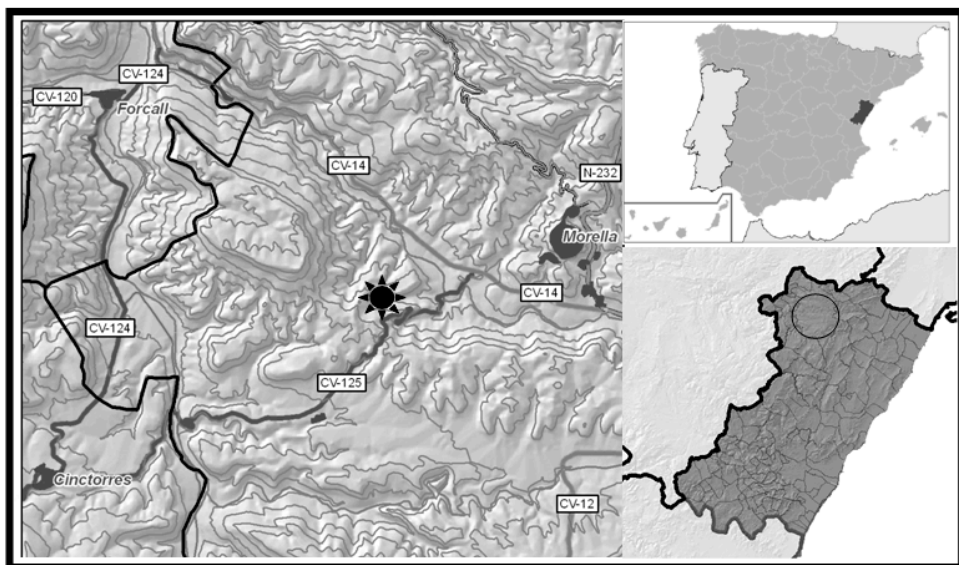 CV-124
CV-120
Forcall
CV-14
N-232
Morella
CV-14
CV-124
CV-125
Cinctorres
CV-12